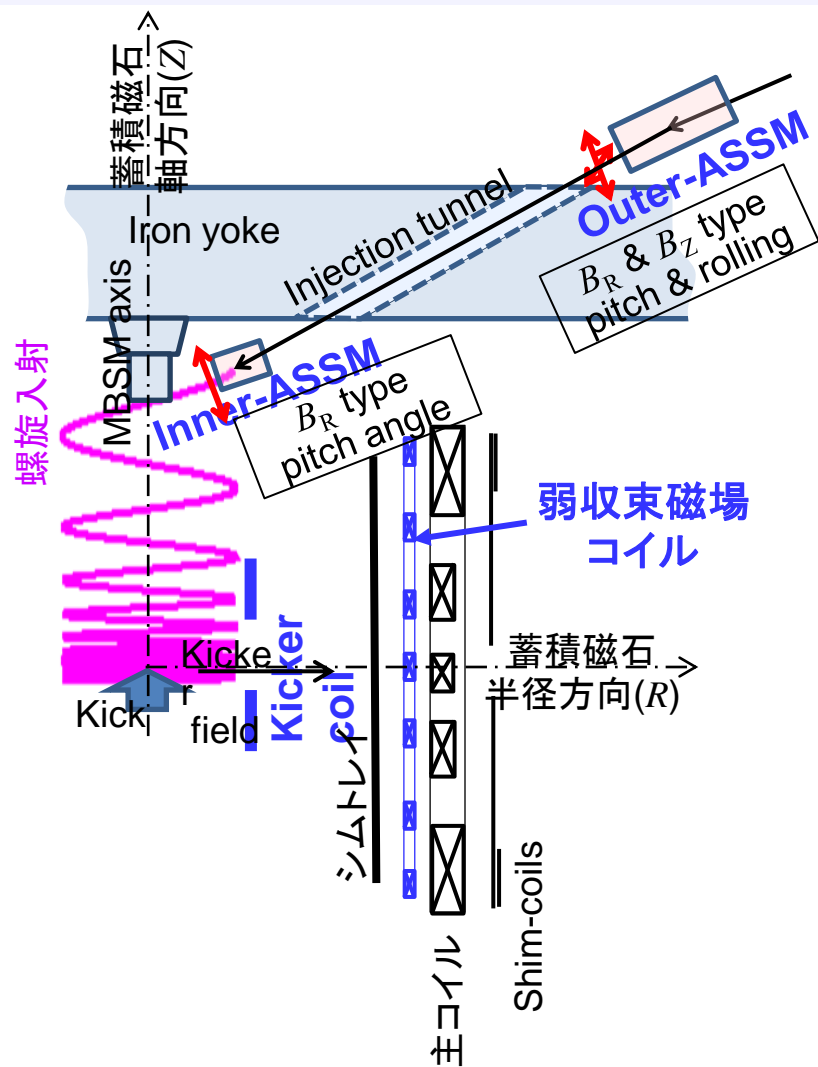 蓄積磁石
軸方向(Z)
Iron yoke
Injection tunnel
Outer-ASSM
BR & BZ type
pitch & rolling
MBSM axis
螺旋入射
Inner-ASSM
BR type
pitch angle
弱収束磁場
コイル
蓄積磁石
半径方向(R)
Kicke
r
field
Kick
Kicker
coil
シムトレイ
主コイル
Shim-coils